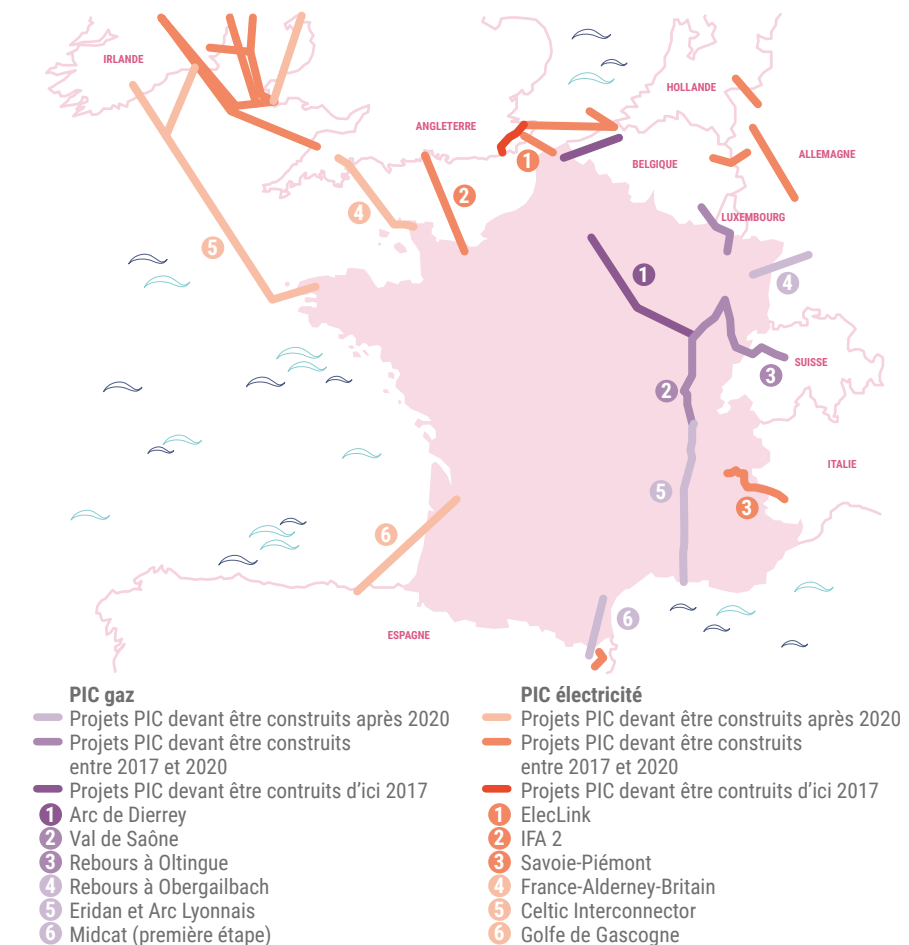 IRLANDE
HOLLANDE
ANGLETERRE
ALLEMAGNE
1
BELGIQUE
2
4
LUXEMBOURG
5
1
4
SUISSE
3
2
ITALIE
5
3
6
6
ESPAGNE
PIC gaz
Projets PIC devant être construits après 2020
Projets PIC devant être construits
entre 2017 et 2020
Projets PIC devant être contruits d'ici 2017
1 Arc de Dierrey
2 Val de Saône
3 Rebours à Oltingue
4 Rebours à Obergailbach
5 Eridan et Arc Lyonnais
6 Midcat (première étape)
PIC électricité
Projets PIC devant être construits après 2020
Projets PIC devant être construits
entre 2017 et 2020
Projets PIC devant être contruits d'ici 2017
1 ElecLink
2 IFA 2
3 Savoie-Piémont
4 France-Alderney-Britain
5 Celtic Interconnector
6 Golfe de Gascogne